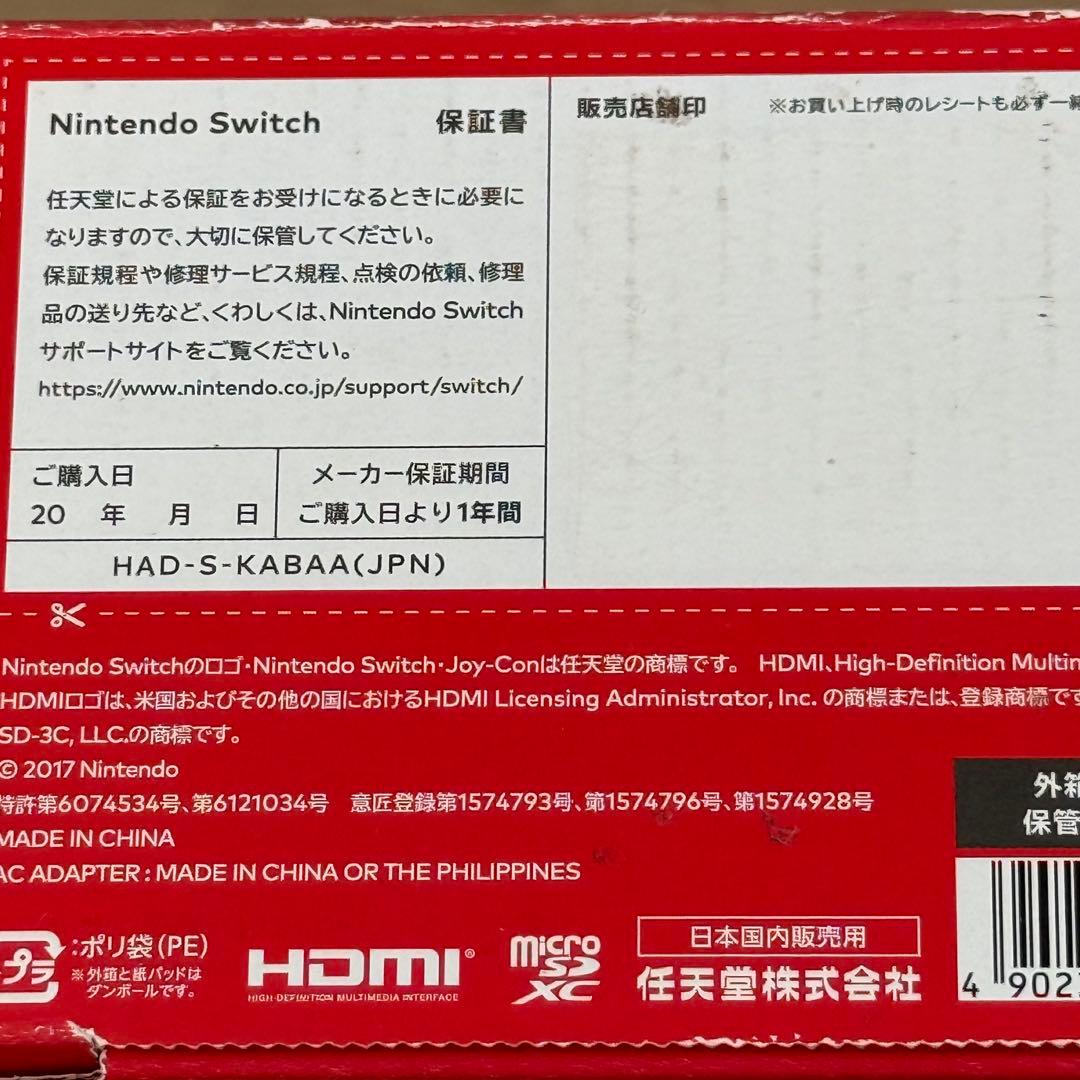 Nintendo Switch 保証書
任天堂による保証をお受けになるときに必要に
なりますので、大切に保管してください。
保証規程や修理サービス規程、点検の依頼、修理
品の送り先など、くわしくは、Nintendo Switch
サポートサイトをご覧ください。
https://www.nintendo.co.jp/support/switch/
ご購入日
20 年 月 日
メーカー保証期間
ご購入日より1年間
HAD-S-KABAA(JPN)
販売店舗印 ※お買い上げ時のレシートも必ず一緒
Nintendo Switchのロゴ・Nintendo Switch・Joy-Conは任天堂の商標です。 HDMI、High-Definition
HDMIロゴは、米国およびその他の国におけるHDMI Licensing Administrator, Inc. の商標または、登録商標です
SD-3C, LLC.の商標です。
© 2017 Nintendo
特許第6074534号、第6121034号 意匠登録第1574793号、第1574796号、第1574928号
MADE IN CHINA
AC ADAPTER : MADE IN CHINA OR THE PHILIPPINES
外箱
保管
プラ
:ポリ袋(PE)
※外箱と紙パッドは
ダンボールです。
HDMI®
HIGH-DEFINITION MULTIMEDIA INTERFACE
micro
SD
XC
日本国内販売用
任天堂株式会社
4 902